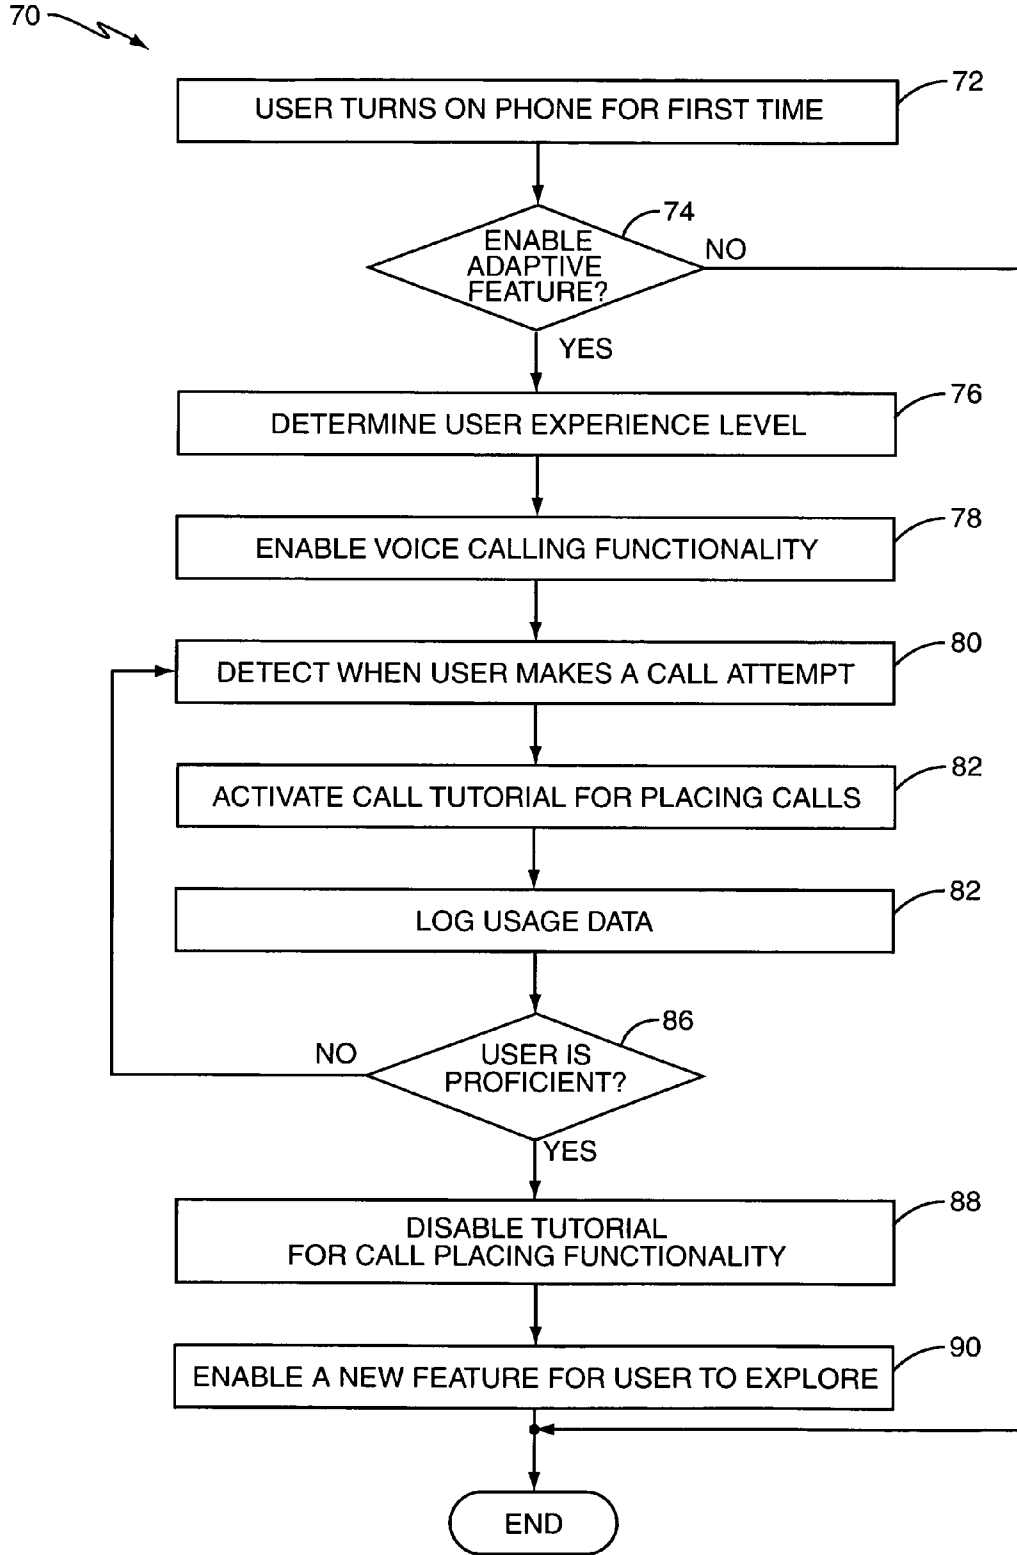 70
USER TURNS ON PHONE FOR FIRST TIME
72
ENABLE
ADAPTIVE
FEATURE?
74
NO
YES
DETERMINE USER EXPERIENCE LEVEL
76
ENABLE VOICE CALLING FUNCTIONALITY
78
DETECT WHEN USER MAKES A CALL ATTEMPT
80
ACTIVATE CALL TUTORIAL FOR PLACING CALLS
82
LOG USAGE DATA
82
USER IS
PROFICIENT?
86
NO
YES
DISABLE TUTORIAL
FOR CALL PLACING FUNCTIONALITY
88
ENABLE A NEW FEATURE FOR USER TO EXPLORE
90
END